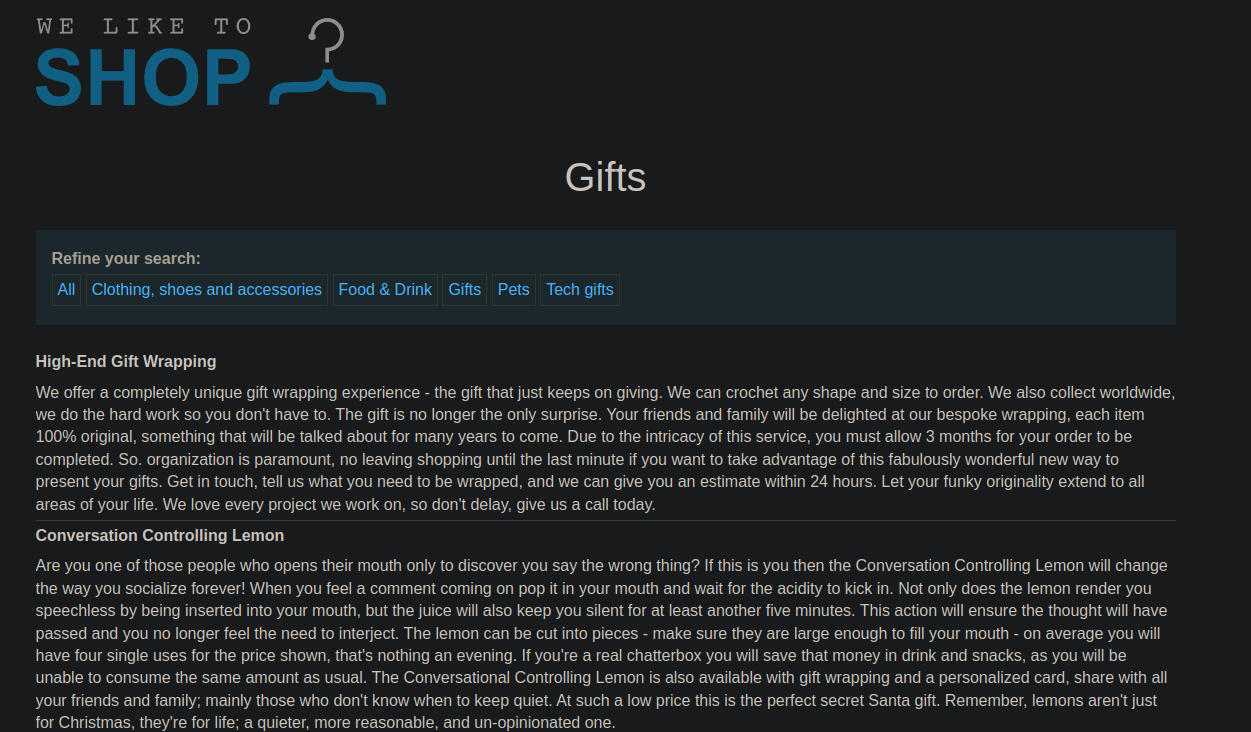 WE LIKE TO
SHOP
Gifts
Refine your search:
All Clothing, shoes and accessories Food & Drink Gifts Pets Tech gifts
High-End Gift Wrapping
We offer a completely unique gift wrapping experience - the gift that just keeps on giving. We can crochet any shape and size to order. We also collect worldwide,
we do the hard work so you don't have to. The gift is no longer the only surprise. Your friends and family will be delighted at our bespoke wrapping, each item
100% original, something that will be talked about for many years to come. Due to the intricacy of this service, you must allow 3 months for your order to be
completed. So. organization is paramount, no leaving shopping until the last minute if you want to take advantage of this fabulously wonderful new way to
present your gifts. Get in touch, tell us what you need to be wrapped, and we can give you an estimate within 24 hours. Let your funky originality extend to all
areas of your life. We love every project we work on, so don't delay, give us a call today.
Conversation Controlling Lemon
Are you one of those people who opens their mouth only to discover you say the wrong thing? If this is you then the Conversation Controlling Lemon will change
the way you socialize forever! When you feel a comment coming on pop it in your mouth and wait for the acidity to kick in. Not only does the lemon render you
speechless by being inserted into your mouth, but the juice will also keep you silent for at least another five minutes. This action will ensure the thought will have
passed and you no longer feel the need to interject. The lemon can be cut into pieces - make sure they are large enough to fill your mouth - on average you will
have four single uses for the price shown, that's nothing an evening. If you're a real chatterbox you will save that money in drink and snacks, as you will be
unable to consume the same amount as usual. The Conversational Controlling Lemon is also available with gift wrapping and a personalized card, share with all
your friends and family; mainly those who don't know when to keep quiet. At such a low price this is the perfect secret Santa gift. Remember, lemons aren't just
for Christmas, they're for life; a quieter, more reasonable, and un-opinionated one.